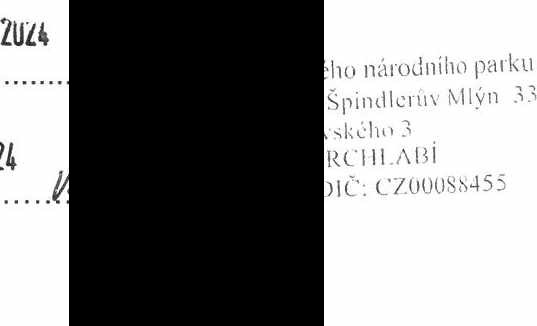 2024
ého národního parku
Špindlerův Mlýn 33
vského 3
24
RCHLABÍ
DIČ: CZ00088455